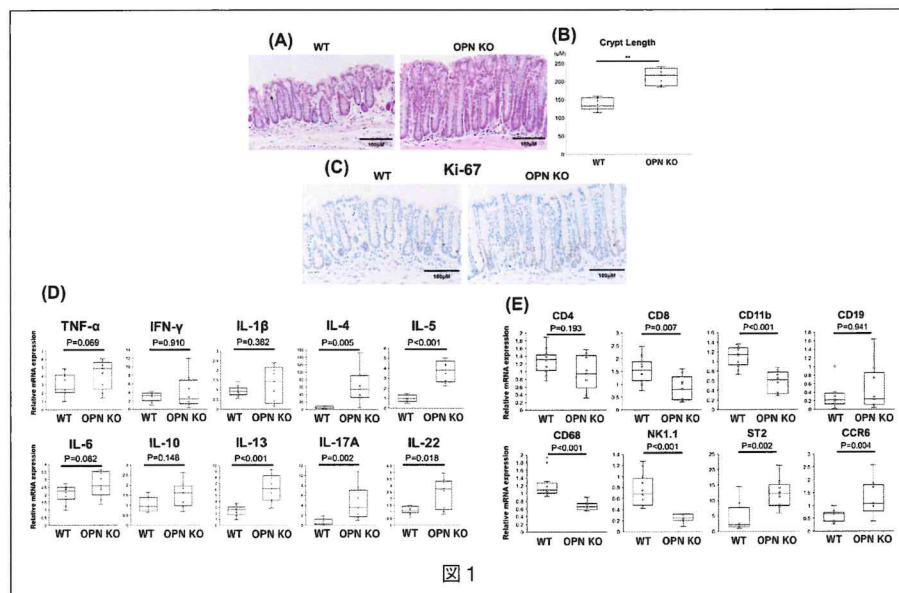 (A)
WT
OPN KO
100μM
100μM
(B)
Crypt Length
(μM)
250
200
150
100
50
0
**
WT
OPN KO
(C)
Ki-67
WT
OPN KO
100μM
100μM
(D)
TNF-α
IFN-γ
IL-1β
IL-4
IL-5
P=0.069
P=0.910
P=0.382
P=0.005
P<0.001
Relative mRNA expression
WT OPN KO
WT OPN KO
WT OPN KO
WT OPN KO
WT OPN KO
IL-6
IL-10
IL-13
IL-17A
IL-22
P=0.082
P=0.148
P<0.001
P=0.002
P=0.018
Relative mRNA expression
WT OPN KO
WT OPN KO
WT OPN KO
WT OPN KO
WT OPN KO
(E)
CD4
CD8
CD11b
CD19
P=0.193
P=0.007
P<0.001
P=0.941
Relative mRNA expression
WT OPN KO
WT OPN KO
WT OPN KO
WT OPN KO
CD68
NK1.1
ST2
CCR6
P<0.001
P<0.001
P=0.002
P=0.004
Relative mRNA expression
WT OPN KO
WT OPN KO
WT OPN KO
WT OPN KO
図1